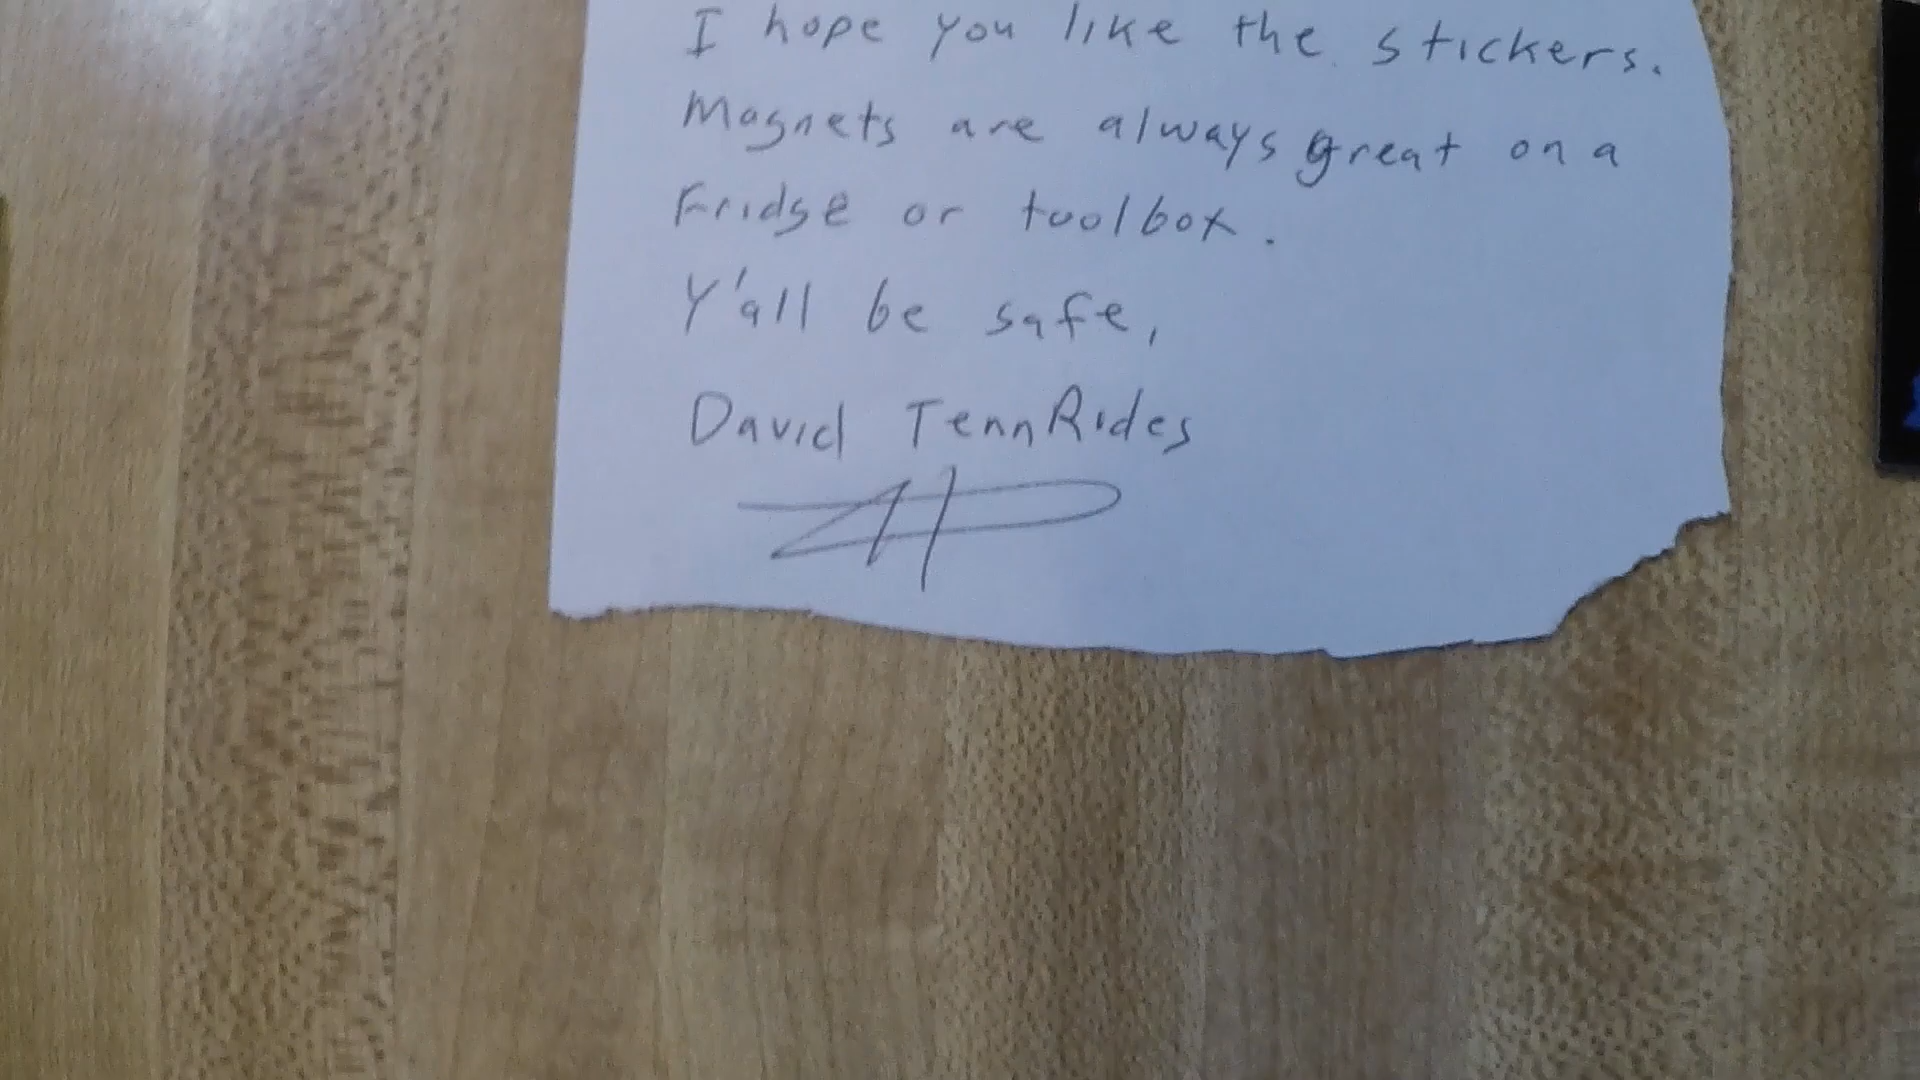 I hope you like the stickers.
Magnets are always great on a
Fridge or toolbox.
Y'all be safe,
David TennRides